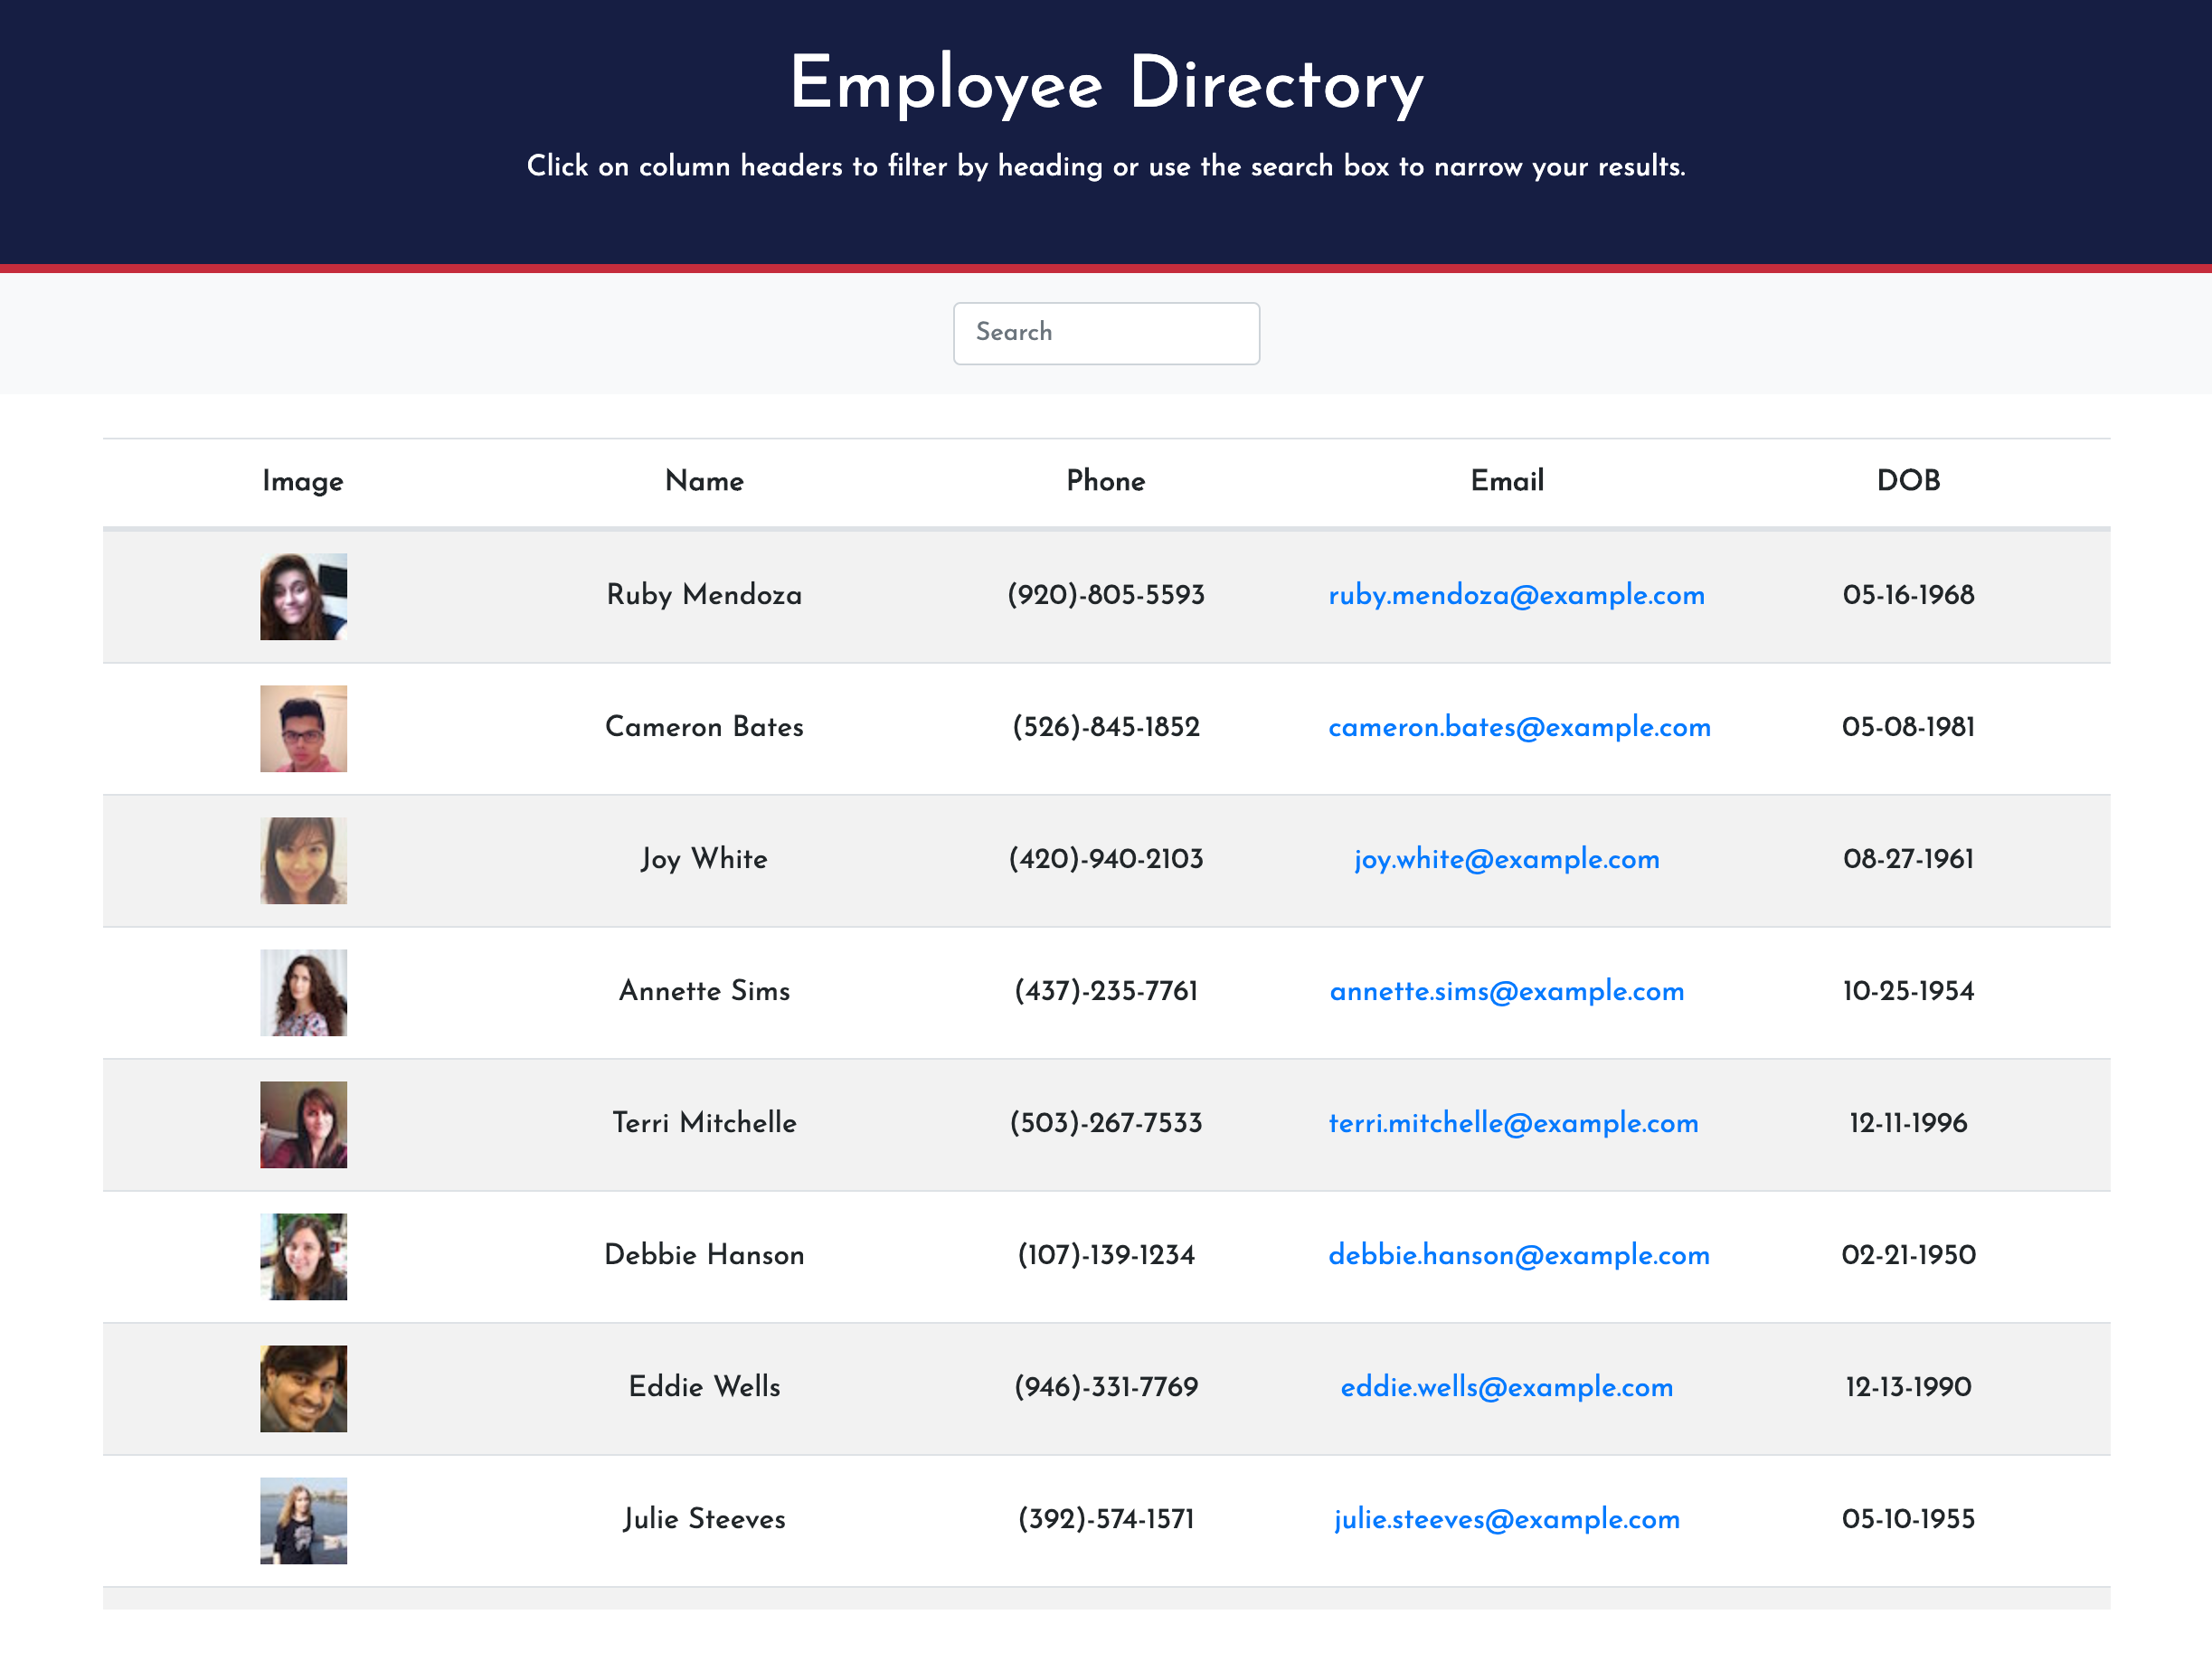 Employee Directory
Click on column headers to filter by heading or use the search box to narrow your results.
Search
Image Name Phone Email DOB
Ruby Mendoza (920)-805-5593 ruby.mendoza@example.com 05-16-1968
Cameron Bates (526)-845-1852 cameron.bates@example.com 05-08-1981
Joy White (420)-940-2103 joy.white@example.com 08-27-1961
Annette Sims (437)-235-7761 annette.sims@example.com 10-25-1954
Terri Mitchelle (503)-267-7533 terri.mitchelle@example.com 12-11-1996
Debbie Hanson (107)-139-1234 debbie.hanson@example.com 02-21-1950
Eddie Wells (946)-331-7769 eddie.wells@example.com 12-13-1990
Julie Steeves (392)-574-1571 julie.steeves@example.com 05-10-1955